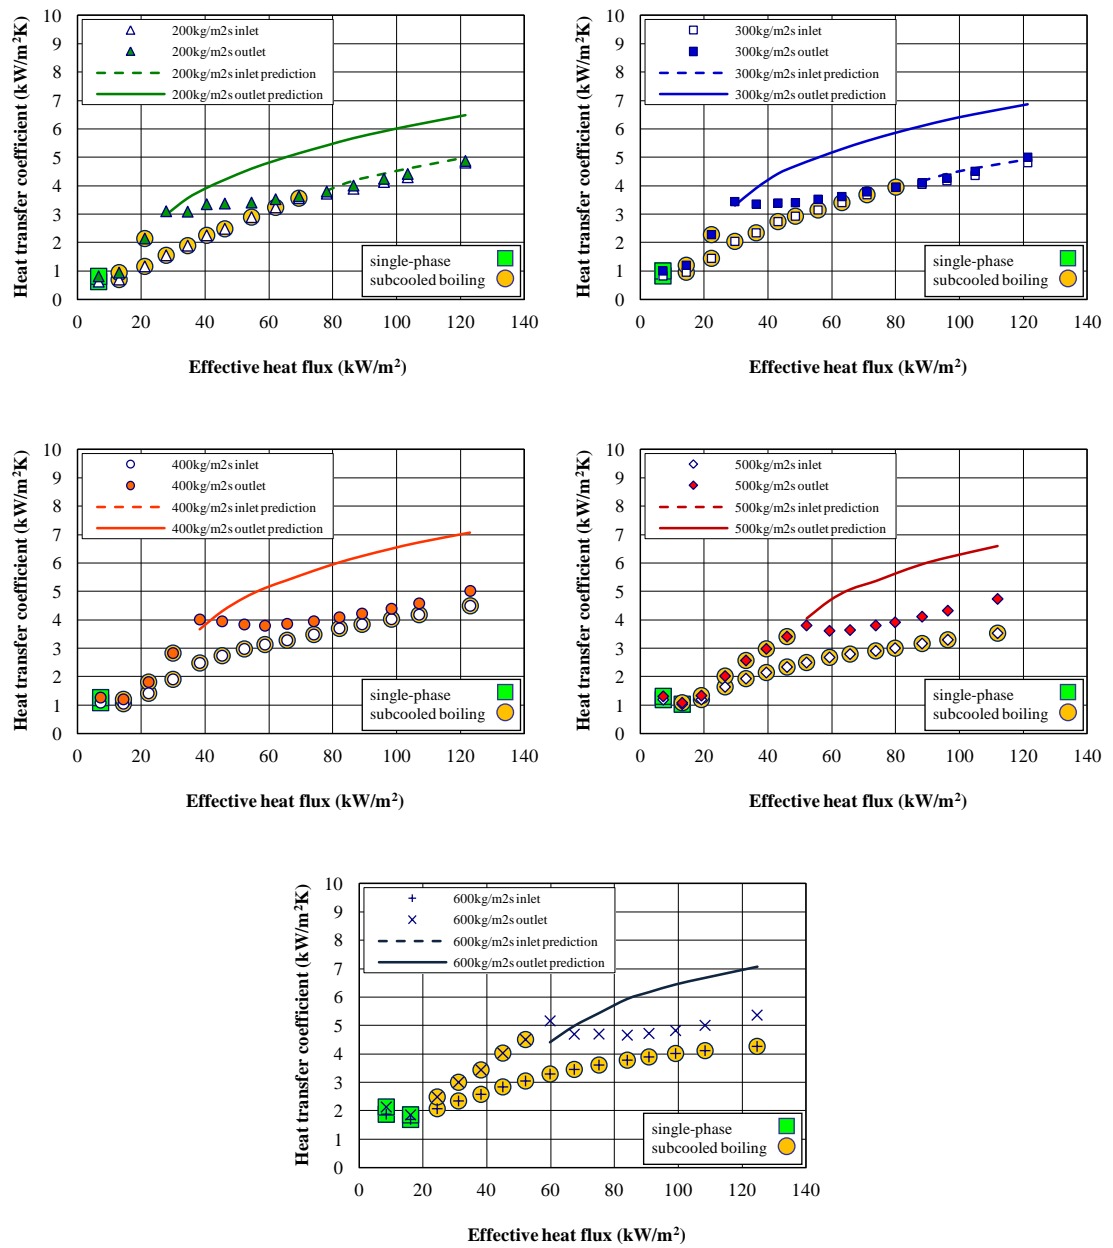 Heat transfer coefficient (kW/m²K)
10
9
8
7
6
5
4
3
2
1
0
200kg/m2s inlet
200kg/m2s outlet
200kg/m2s inlet prediction
200kg/m2s outlet prediction
single-phase
subcooled boiling
0 20 40 60 80 100 120 140
Effective heat flux (kW/m²)
Heat transfer coefficient (kW/m²K)
10
9
8
7
6
5
4
3
2
1
0
300kg/m2s inlet
300kg/m2s outlet
300kg/m2s inlet prediction
300kg/m2s outlet prediction
single-phase
subcooled boiling
0 20 40 60 80 100 120 140
Effective heat flux (kW/m²)
Heat transfer coefficient (kW/m²K)
10
9
8
7
6
5
4
3
2
1
0
400kg/m2s inlet
400kg/m2s outlet
400kg/m2s inlet prediction
400kg/m2s outlet prediction
single-phase
subcooled boiling
0 20 40 60 80 100 120 140
Effective heat flux (kW/m²)
Heat transfer coefficient (kW/m²K)
10
9
8
7
6
5
4
3
2
1
0
500kg/m2s inlet
500kg/m2s outlet
500kg/m2s inlet prediction
500kg/m2s outlet prediction
single-phase
subcooled boiling
0 20 40 60 80 100 120 140
Effective heat flux (kW/m²)
Heat transfer coefficient (kW/m²K)
10
9
8
7
6
5
4
3
2
1
0
600kg/m2s inlet
600kg/m2s outlet
600kg/m2s inlet prediction
600kg/m2s outlet prediction
single-phase
subcooled boiling
0 20 40 60 80 100 120 140
Effective heat flux (kW/m²)